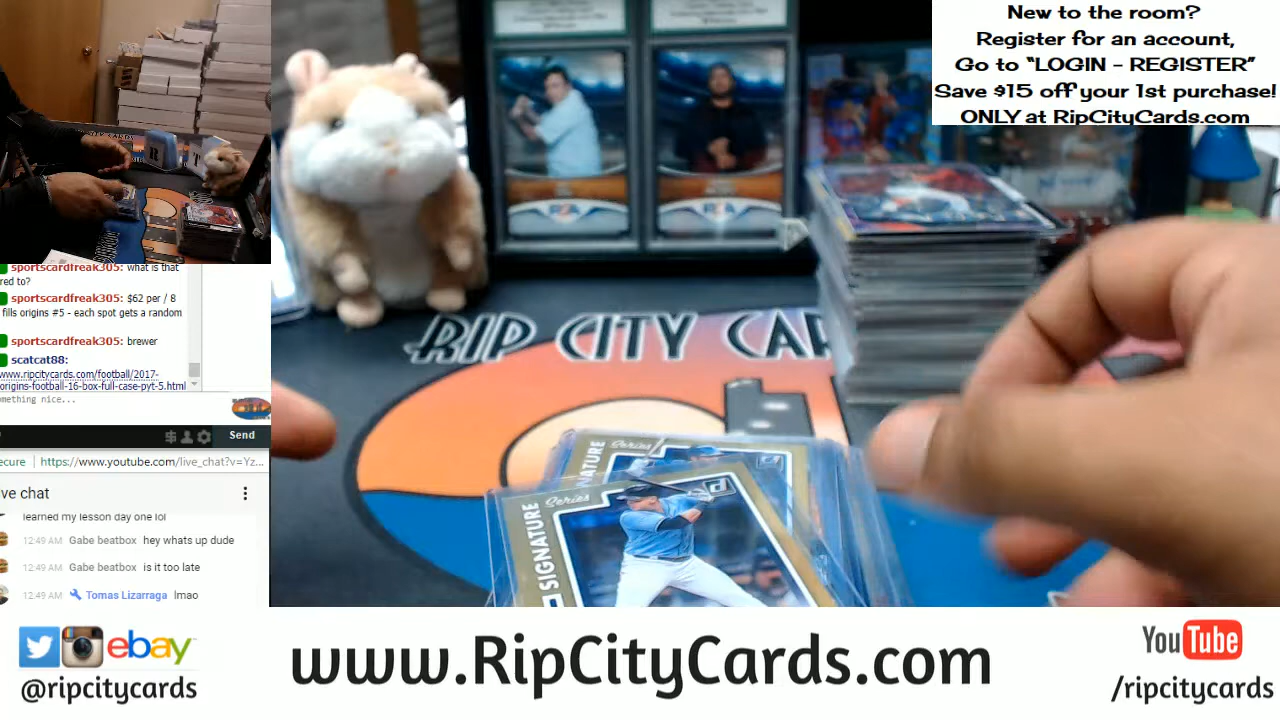 New to the room?
Register for an account,
Go to “LOGIN - REGISTER”
Save $15 off your 1st purchase!
ONLY at RipCityCards.com
R T
sportscardfreak305: what is that
red to?
sportscardfreak305: $62 per / 8
fills origins #5 - each spot gets a random
sportscardfreak305: brewer
scatcat88:
www.ripcitycards.com/football/2017-
origins-football-16-box-full-case-pyt-5.html
omething nice...
Send
ecure https://www.youtube.com/live_chat?v=Yz...
ve chat
learned my lesson day one lol
12:49 AM Gabe beatbox hey whats up dude
12:49 AM Gabe beatbox is it too late
12:49 AM Tomas Lizarraga lmao
RIP CITY CAR
Series
NATURE
Series
SIGNATURE
ebay
@ripcitycards
www.RipCityCards.com
YouTube
/ripcitycards